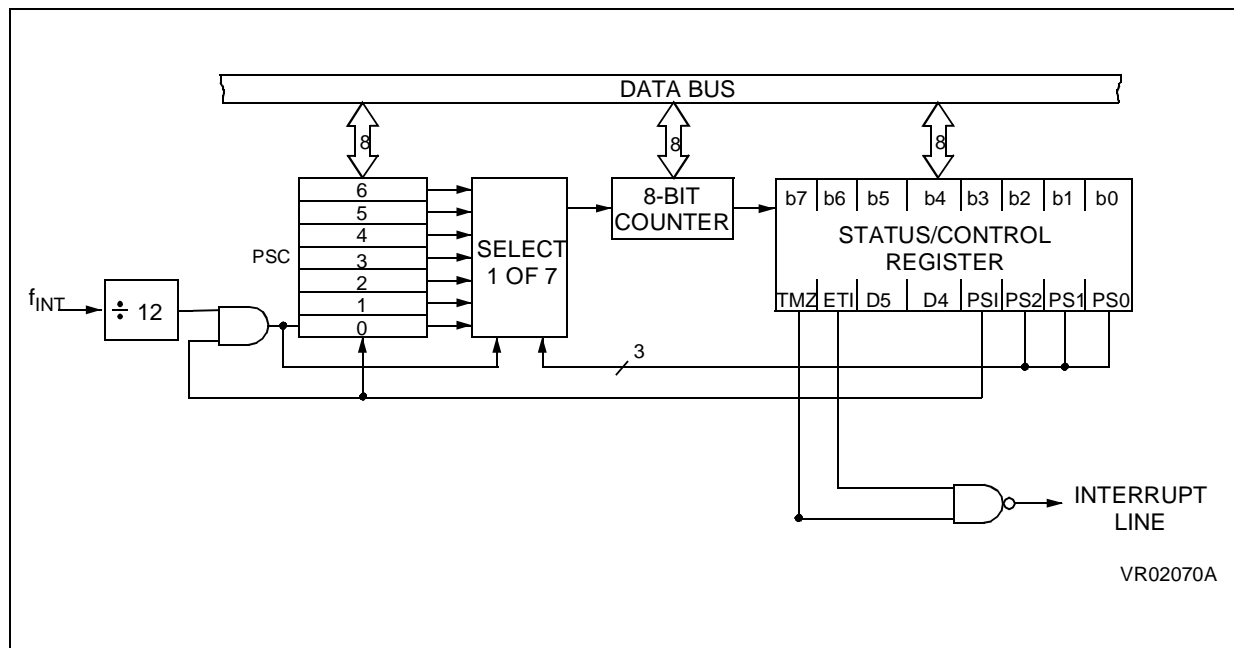 DATA BUS
8
8
8
6
5
4
3
2
1
0
PSC
SELECT
1 OF 7
8-BIT
COUNTER
b7 b6 b5 b4 b3 b2 b1 b0
STATUS/CONTROL
REGISTER
TMZ ETI D5 D4 PSI PS2 PS1 PS0
fINT
÷ 12
3
INTERRUPT
LINE
VR02070A